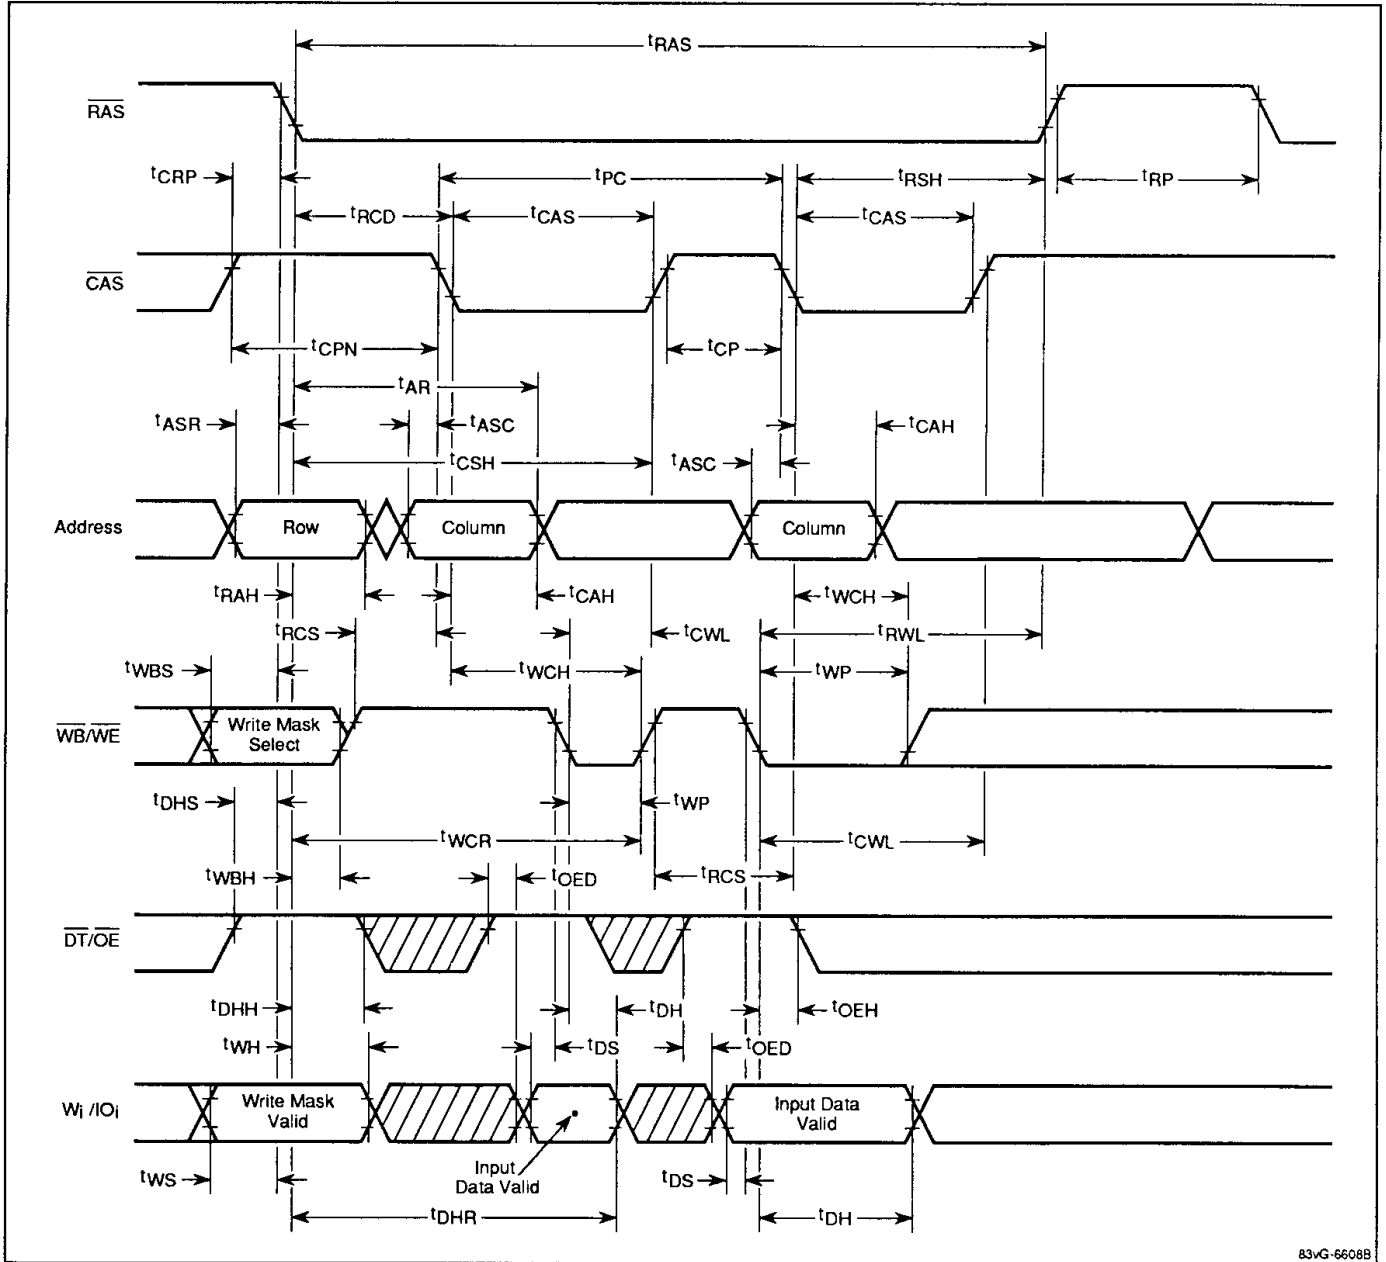 tRAS
RAS
tCRP
tPC
tRSH
tRP
tRCD
tCAS
tCAS
CAS
tCPN
tCP
tAR
tASR
tASC
tCAH
tCSH
tASC
Address
Row
Column
Column
tRAH
tCAH
tWCH
tRCS
tCWL
tRWL
tWBS
tWCH
tWP
WB/WE
Write Mask
Select
tDHS
tWP
tWCR
tCWL
tWBH
tOED
tRCS
DT/OE
tDHH
tDH
tOEH
tWH
tDS
tOED
Wi /IOi
Write Mask
Valid
Input Data
Valid
Input
Data Valid
tWS
tDS
tDHR
tDH
83vG-6608B